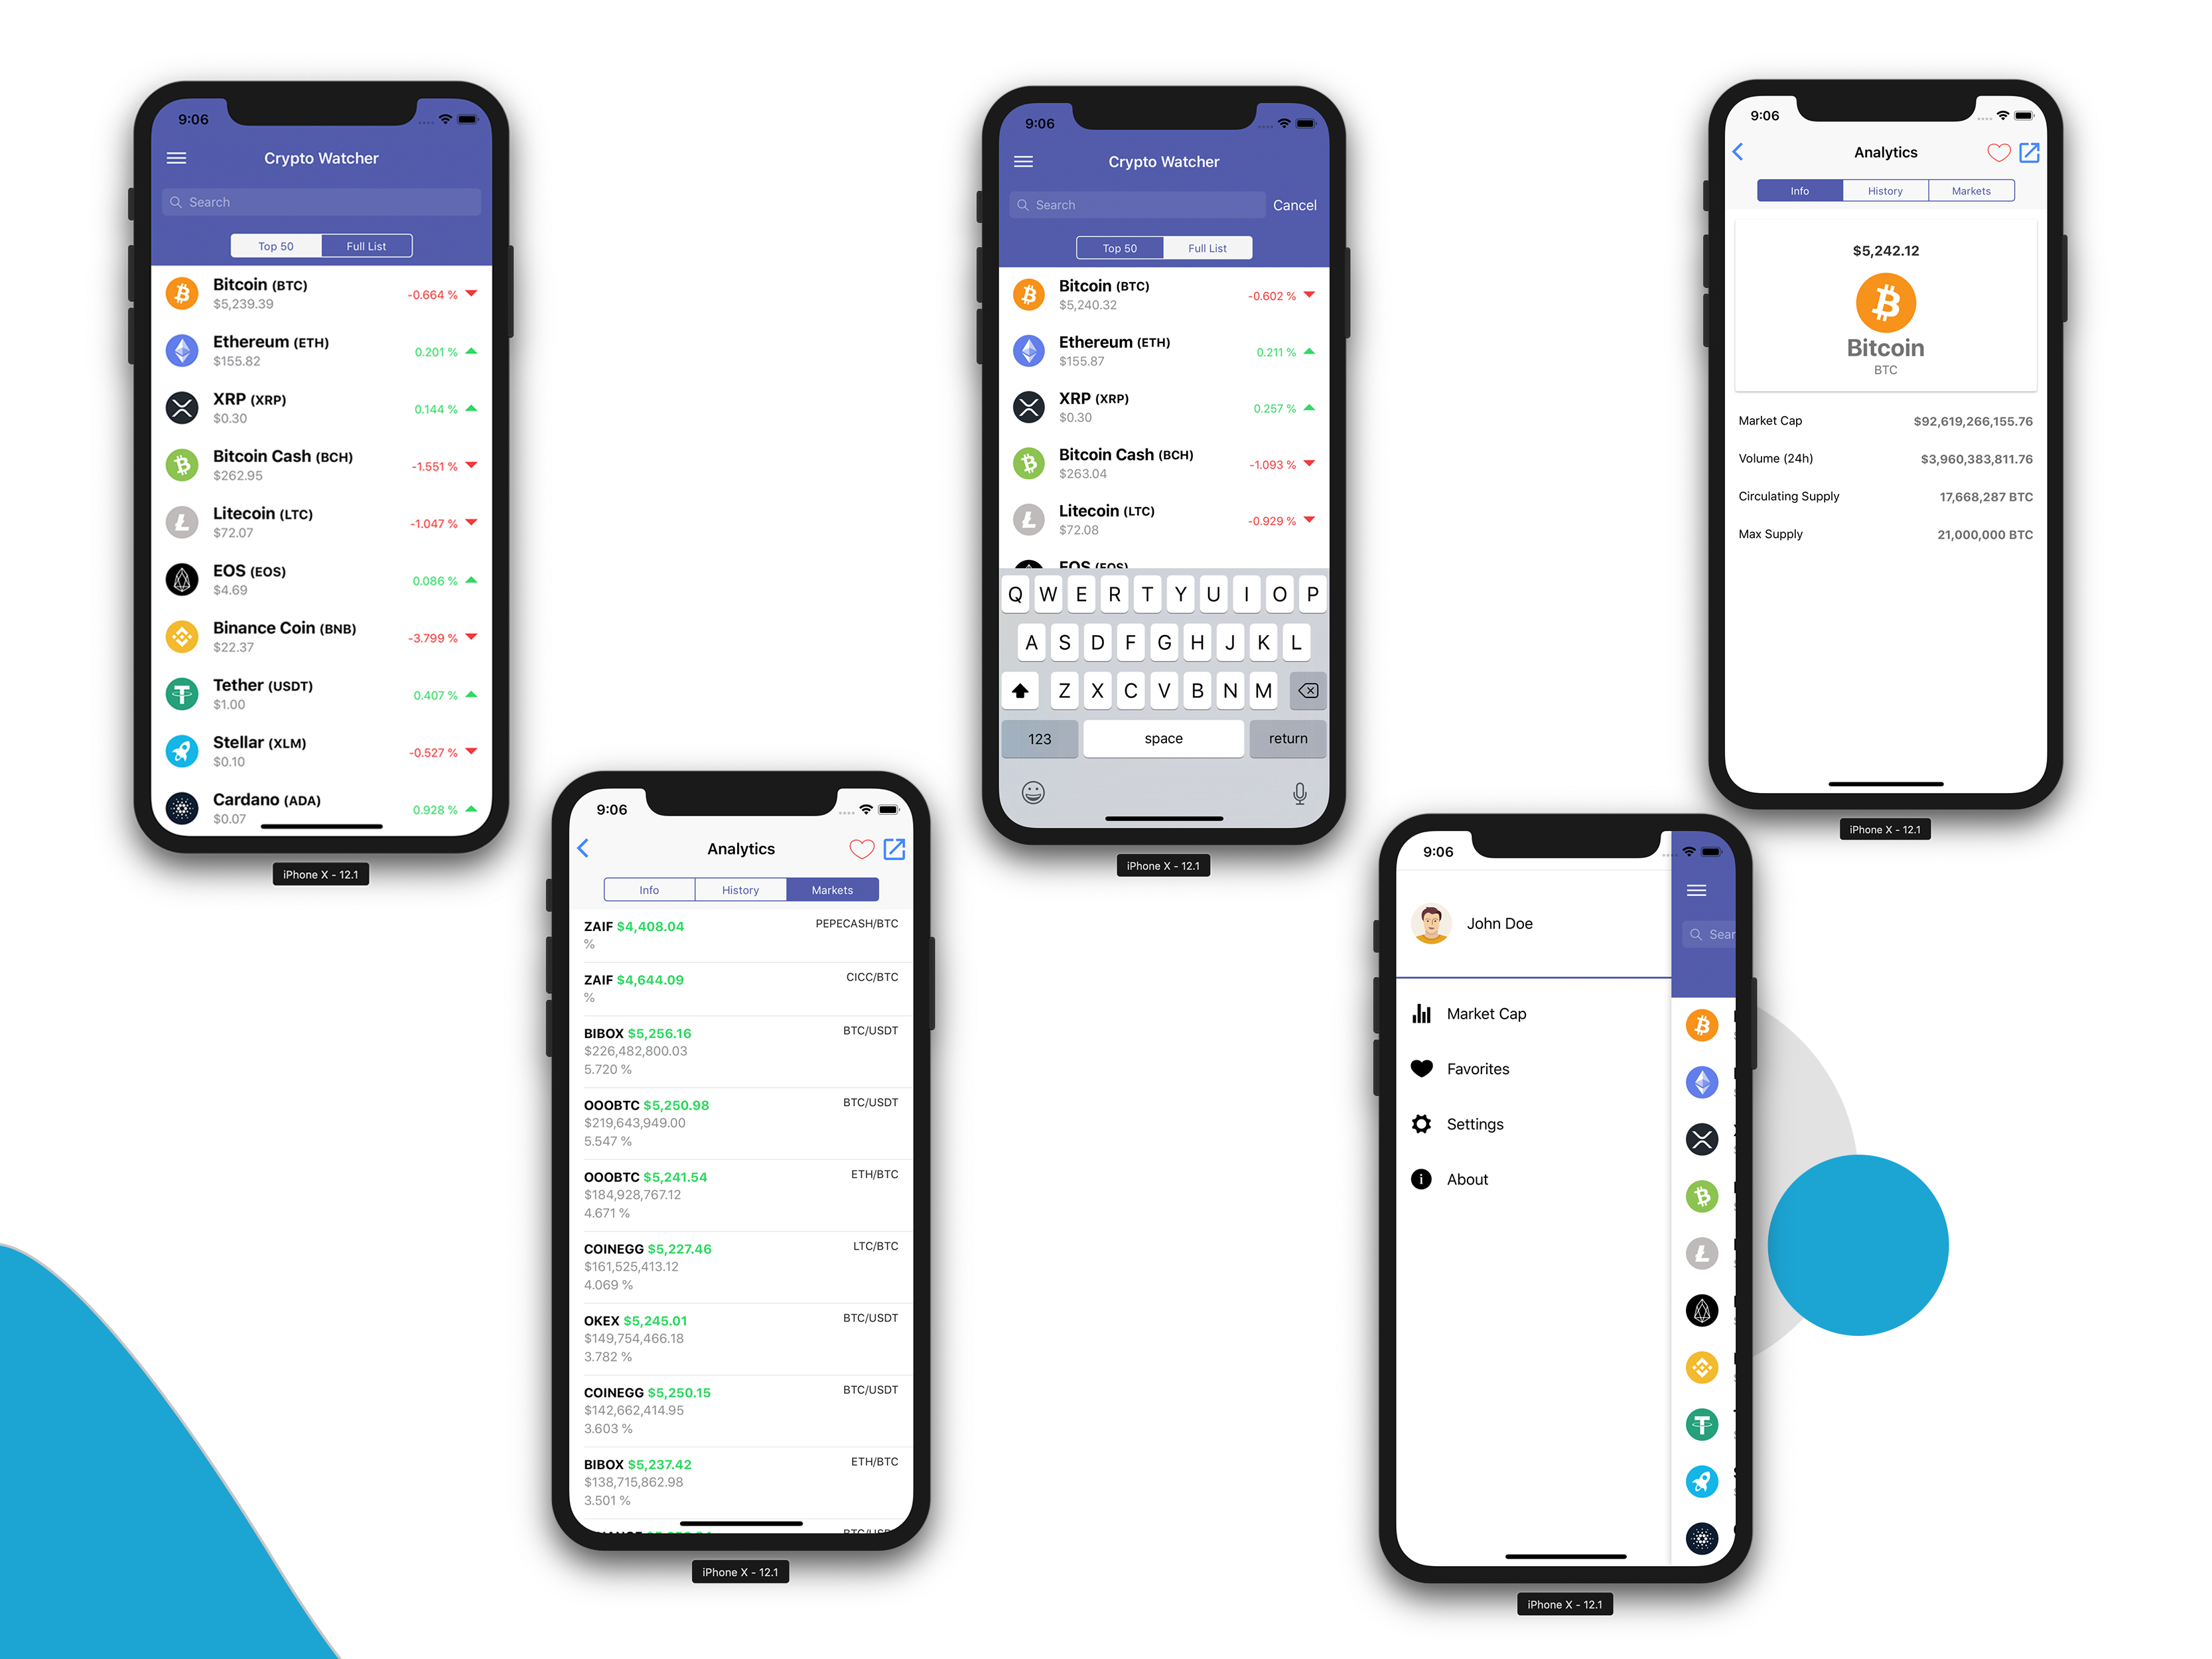 9:06
Crypto Watcher
Search
Top 50 Full List
Bitcoin (BTC)
$5,239.39
-0.664 %
Ethereum (ETH)
$155.82
0.201 %
XRP (XRP)
$0.30
0.144 %
Bitcoin Cash (BCH)
$262.95
-1.551 %
Litecoin (LTC)
$72.07
-1.047 %
EOS (EOS)
$4.69
0.086 %
Binance Coin (BNB)
$22.37
-3.799 %
Tether (USDT)
$1.00
0.407 %
Stellar (XLM)
$0.10
-0.527 %
Cardano (ADA)
$0.07
0.928 %
iPhone X - 12.1
9:06
Analytics
Info History Markets
ZAIF $4,408.04 PEPECASH/BTC
%
ZAIF $4,644.09 CICC/BTC
%
BIBOX $5,256.16 BTC/USDT
$226,482,800.03
5.720 %
OOOBTC $5,250.98 BTC/USDT
$219,643,949.00
5.547 %
OOOBTC $5,241.54 ETH/BTC
$184,928,767.12
4.671 %
COINEGG $5,227.46 LTC/BTC
$161,525,413.12
4.069 %
OKEX $5,245.01 BTC/USDT
$149,754,466.18
3.782 %
COINEGG $5,250.15 BTC/USDT
$142,662,414.95
3.603 %
BIBOX $5,237.42 ETH/BTC
$138,715,862.98
3.501 %
BTC/USDT
iPhone X - 12.1
9:06
Crypto Watcher
Search Cancel
Top 50 Full List
Bitcoin (BTC)
$5,240.32
-0.602 %
Ethereum (ETH)
$155.87
0.211 %
XRP (XRP)
$0.30
0.257 %
Bitcoin Cash (BCH)
$263.04
-1.093 %
Litecoin (LTC)
$72.08
-0.929 %
EOS (EOS)
Q W E R T Y U I O P
A S D F G H J K L
Z X C V B N M
123 space return
iPhone X - 12.1
9:06
John Doe
Sear
Market Cap
Favorites
Settings
About
iPhone X - 12.1
9:06
Analytics
Info History Markets
$5,242.12
Bitcoin
BTC
Market Cap $92,619,266,155.76
Volume (24h) $3,960,383,811.76
Circulating Supply 17,668,287 BTC
Max Supply 21,000,000 BTC
iPhone X - 12.1